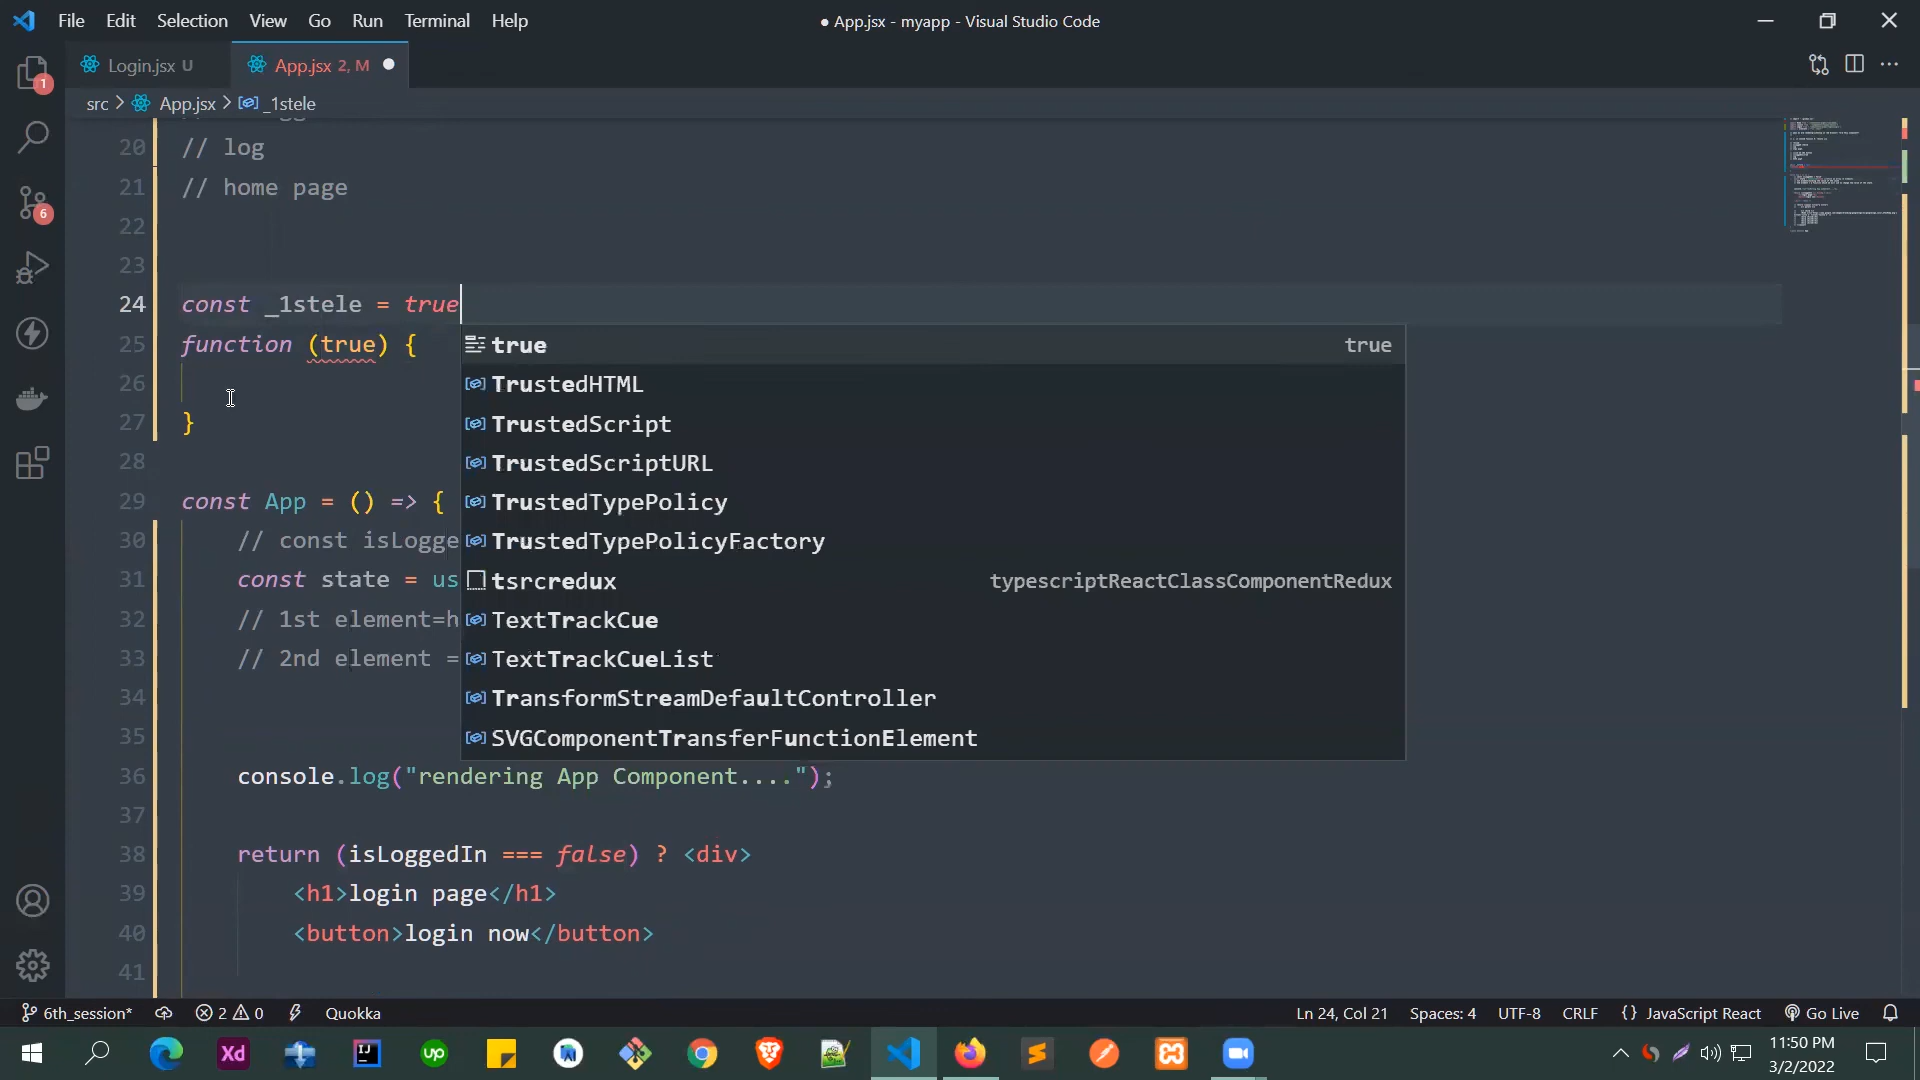 File Edit Selection View Go Run Terminal Help
● App.jsx - myapp - Visual Studio Code
Login.jsx U
App.jsx 2, M
src > App.jsx > _1stele
20 // log
21 // home page
22
23
24 const _1stele = true
25 function (true) {
26
27 }
28
29 const App = () => {
30 // const isLogge
31 const state = us
32 // 1st element=h
33 // 2nd element =
34
35
36 console.log("rendering App Component....");
37
38 return (isLoggedIn === false) ? <div>
39 <h1>login page</h1>
40 <button>login now</button>
41
true true
TrustedHTML
TrustedScript
TrustedScriptURL
TrustedTypePolicy
TrustedTypePolicyFactory
tsrcredux typescriptReactClassComponentRedux
TextTrackCue
TextTrackCueList
TransformStreamDefaultController
SVGComponentTransferFunctionElement
1
6
6th_session* 2 0 Quokka
Ln 24, Col 21 Spaces: 4 UTF-8 CRLF {} JavaScript React Go Live
Xd
up
11:50 PM
3/2/2022